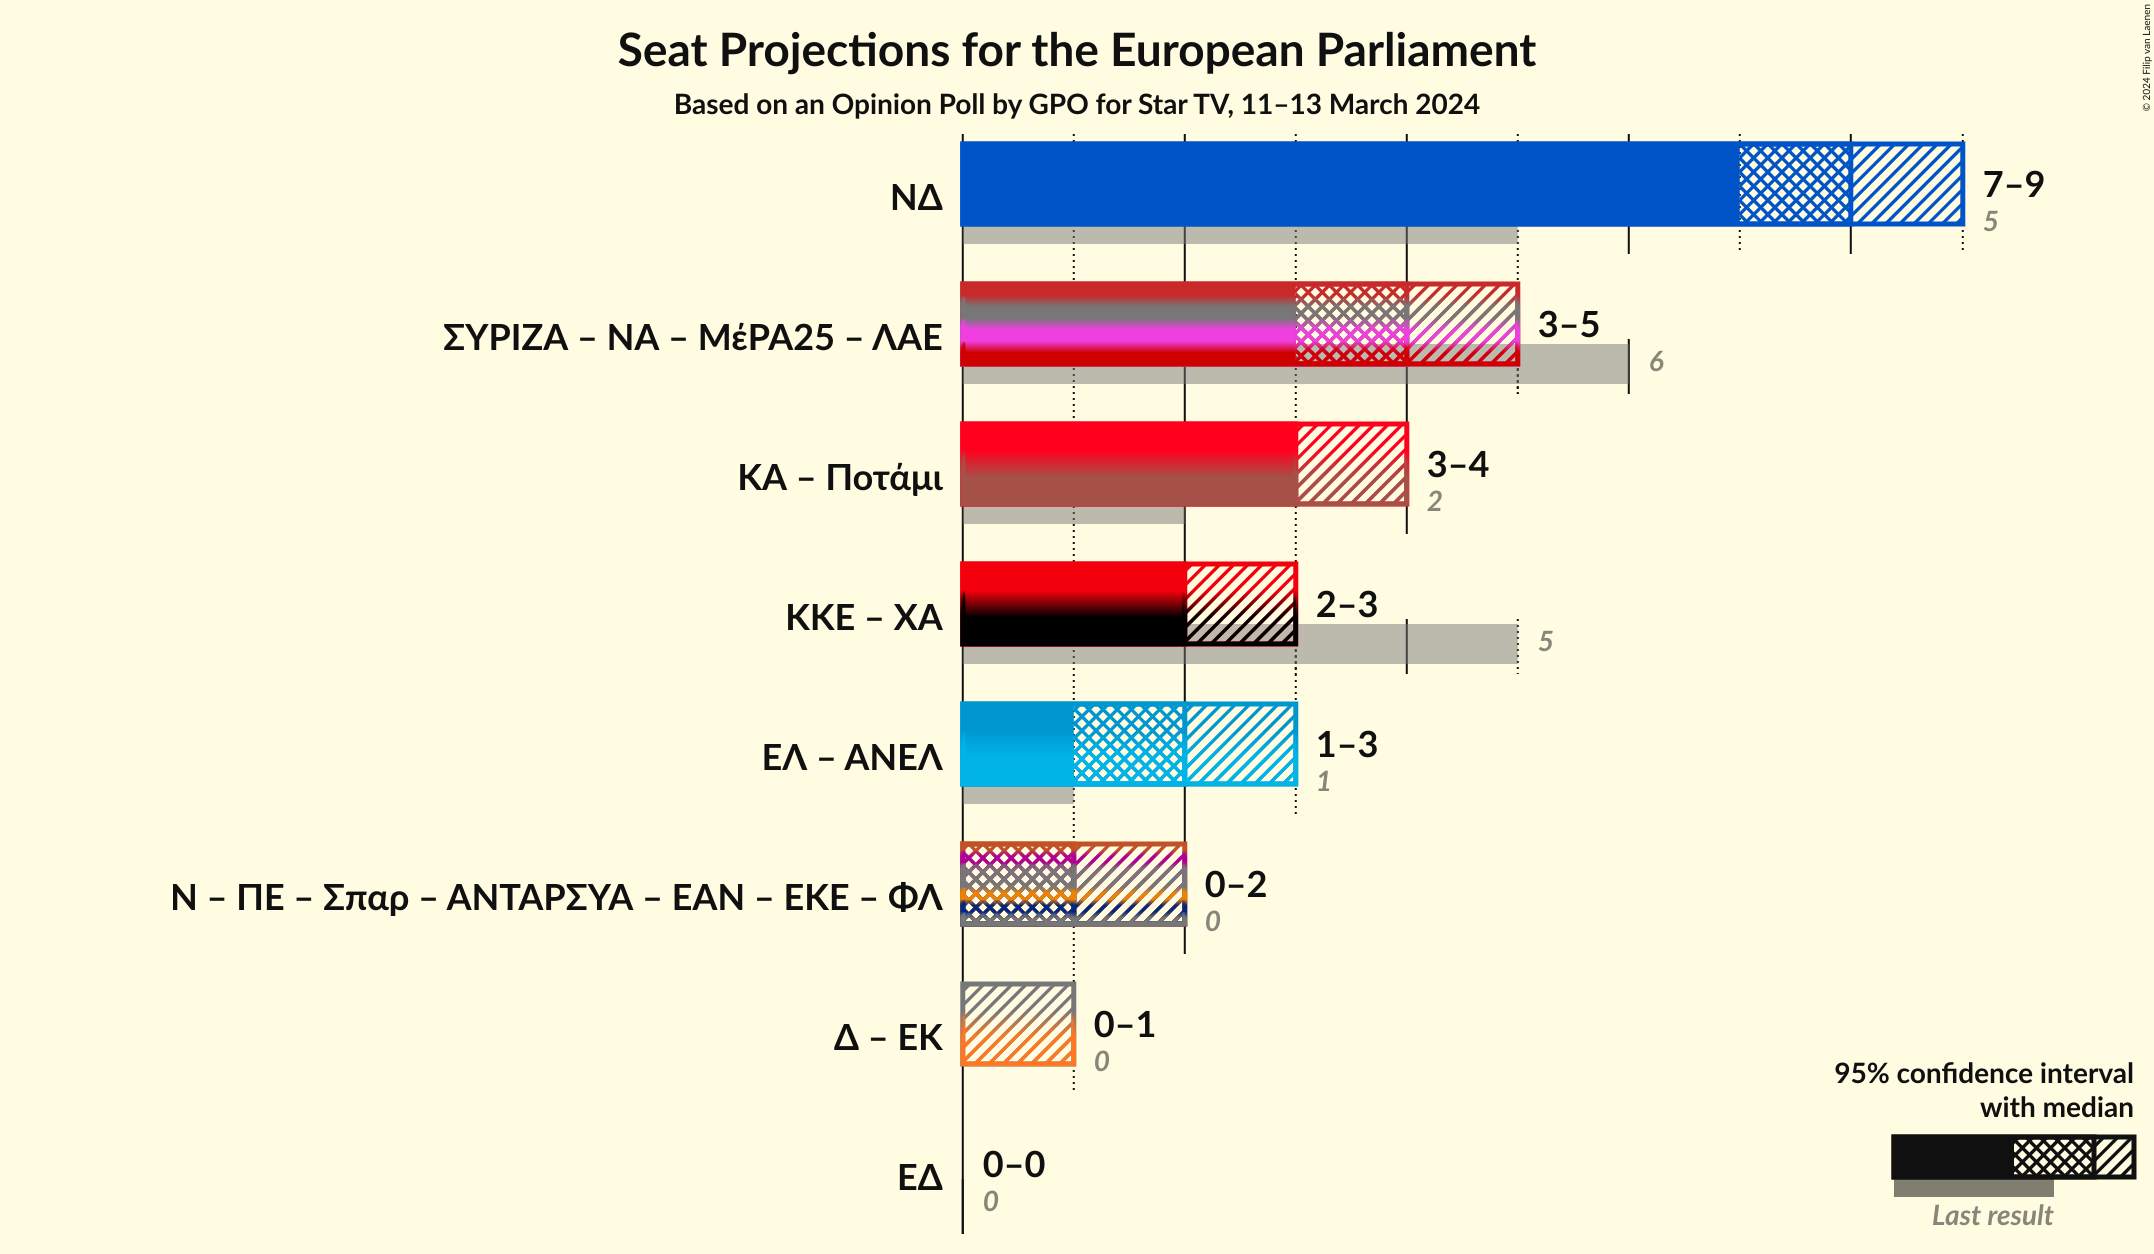 Seat Projections for the European Parliament
Based on an Opinion Poll by GPO for Star TV, 11–13 March 2024
© 2024 Filip van Laenen
ΝΔ
7–9
5
ΣΥΡΙΖΑ – ΝΑ – ΜέΡΑ25 – ΛΑΕ
3–5
6
ΚΑ – Ποτάμι
3–4
2
ΚΚΕ – ΧΑ
2–3
5
ΕΛ – ΑΝΕΛ
1–3
1
Ν – ΠΕ – Σπαρ – ΑΝΤΑΡΣΥΑ – ΕΑΝ – ΕΚΕ – ΦΛ
0–2
0
Δ – ΕΚ
0–1
0
ΕΔ
0–0
0
95% confidence interval
with median
Last result